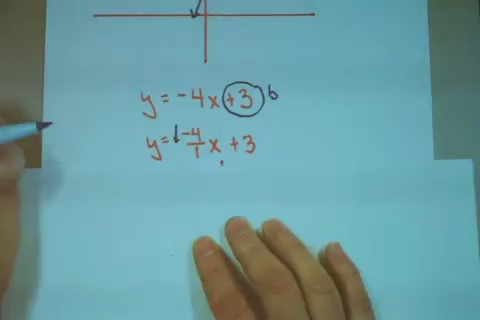 y = -4x +3 b
y = -4/1 x + 3